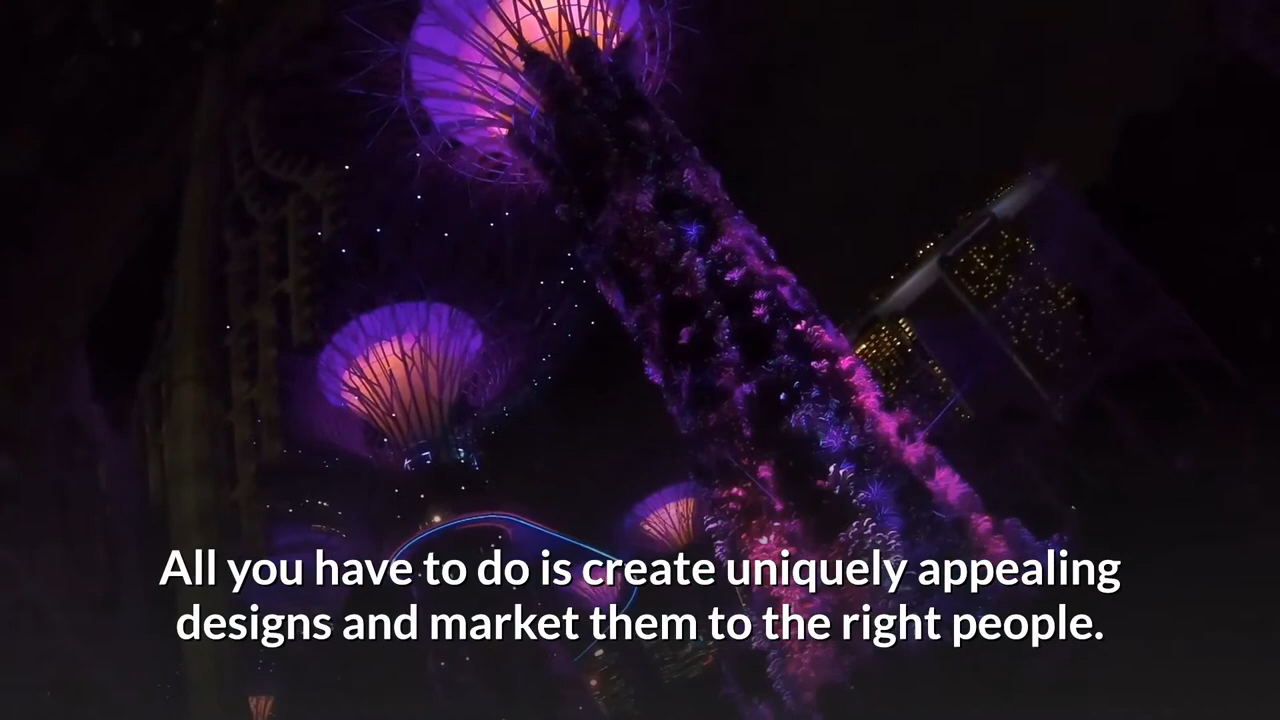 All you have to do is create uniquely appealing
designs and market them to the right people.